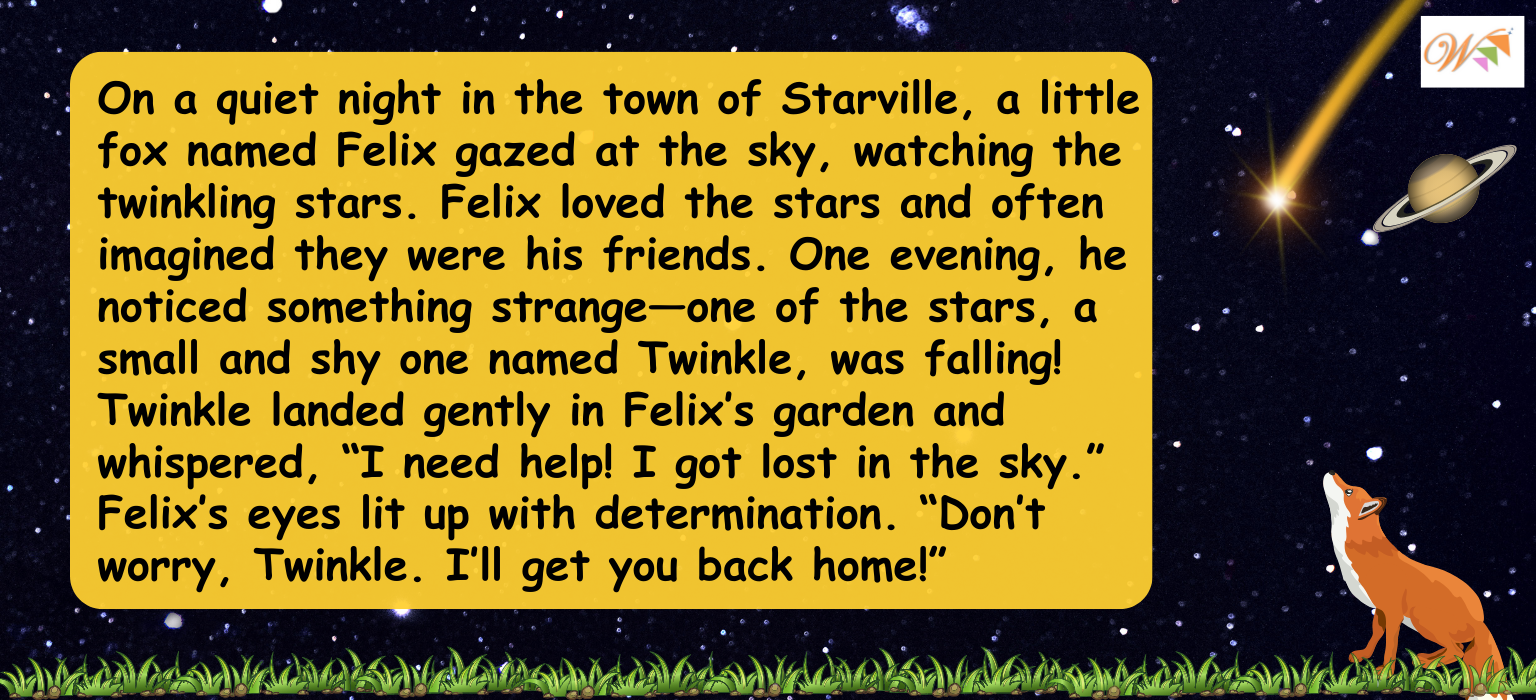 On a quiet night in the town of Starville, a little
fox named Felix gazed at the sky, watching the
twinkling stars. Felix loved the stars and often
imagined they were his friends. One evening, he
noticed something strange—one of the stars, a
small and shy one named Twinkle, was falling!
Twinkle landed gently in Felix’s garden and
whispered, “I need help! I got lost in the sky.”
Felix’s eyes lit up with determination. “Don’t
worry, Twinkle. I’ll get you back home!”
W